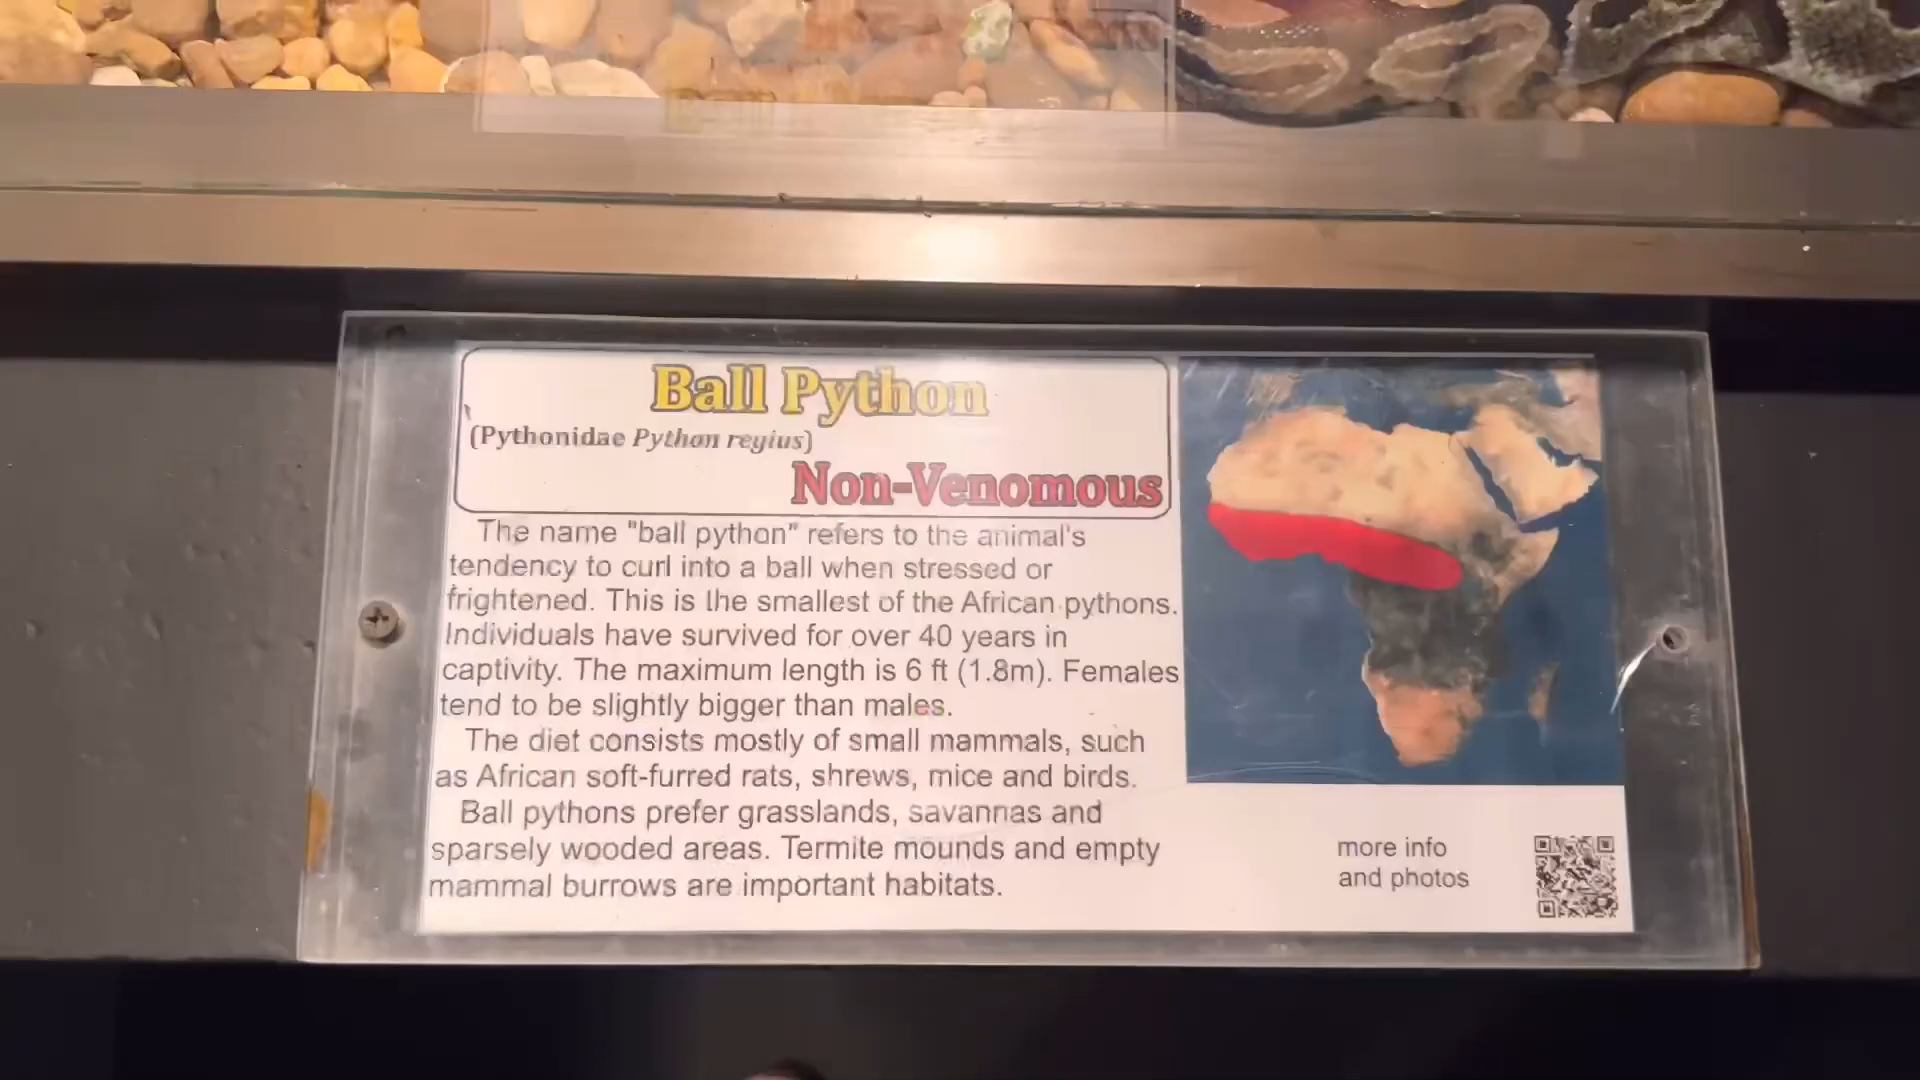 Ball Python
(Pythonidae Python regius)
Non-Venomous
The name "ball python" refers to the animal's
tendency to curl into a ball when stressed or
frightened. This is the smallest of the African pythons.
Individuals have survived for over 40 years in
captivity. The maximum length is 6 ft (1.8m). Females
tend to be slightly bigger than males.
The diet consists mostly of small mammals, such
as African soft-furred rats, shrews, mice and birds.
Ball pythons prefer grasslands, savannas and
sparsely wooded areas. Termite mounds and empty
mammal burrows are important habitats.
more info
and photos